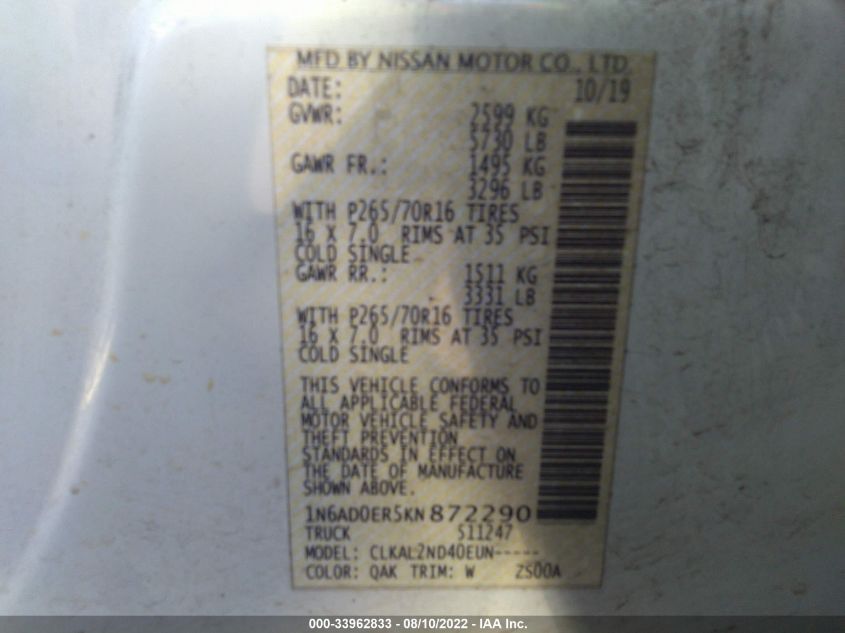 MFD BY NISSAN MOTOR CO., LTD.
DATE: 10/19
GVWR: 2599 KG
5730 LB
GAWR FR.: 1495 KG
3296 LB
WITH P265/70R16 TIRES
16 X 7.0 RIMS AT 35 PSI
COLD SINGLE
GAWR RR.: 1511 KG
3331 LB
WITH P265/70R16 TIRES
16 X 7.0 RIMS AT 35 PSI
COLD SINGLE
THIS VEHICLE CONFORMS TO
ALL APPLICABLE FEDERAL
MOTOR VEHICLE SAFETY AND
THEFT PREVENTION
STANDARDS IN EFFECT ON
THE DATE OF MANUFACTURE
SHOWN ABOVE.
1N6AD0ER5KN872290
TRUCK S11247
MODEL: CLKAL2ND40EUN-----
COLOR: QAK TRIM: W 2S00A
000-33962833 - 08/10/2022 - IAA Inc.